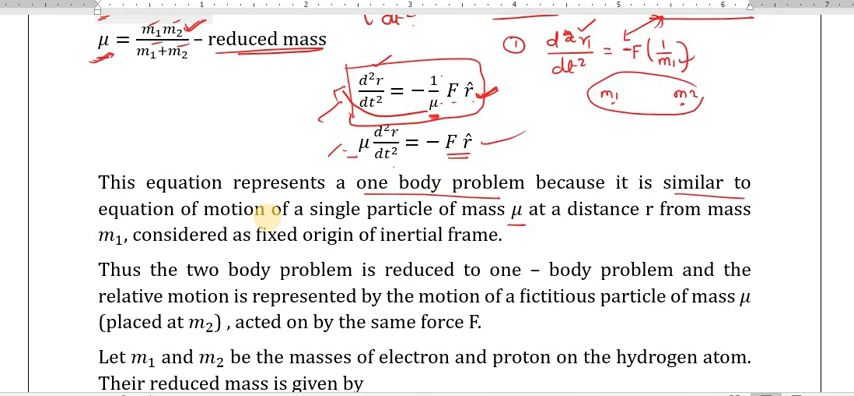 μ = m₁m₂ / m₁+m₂ – reduced mass
① d²r₁/dt² = -F(1/m₁)
m₁ m₂
d²r/dt² = − 1/μ F r̂
μ d²r/dt² = − F r̂
This equation represents a one body problem because it is similar to
equation of motion of a single particle of mass μ at a distance r from mass
m₁, considered as fixed origin of inertial frame.
Thus the two body problem is reduced to one – body problem and the
relative motion is represented by the motion of a fictitious particle of mass μ
(placed at m₂) , acted on by the same force F.
Let m₁ and m₂ be the masses of electron and proton on the hydrogen atom.
Their reduced mass is given by